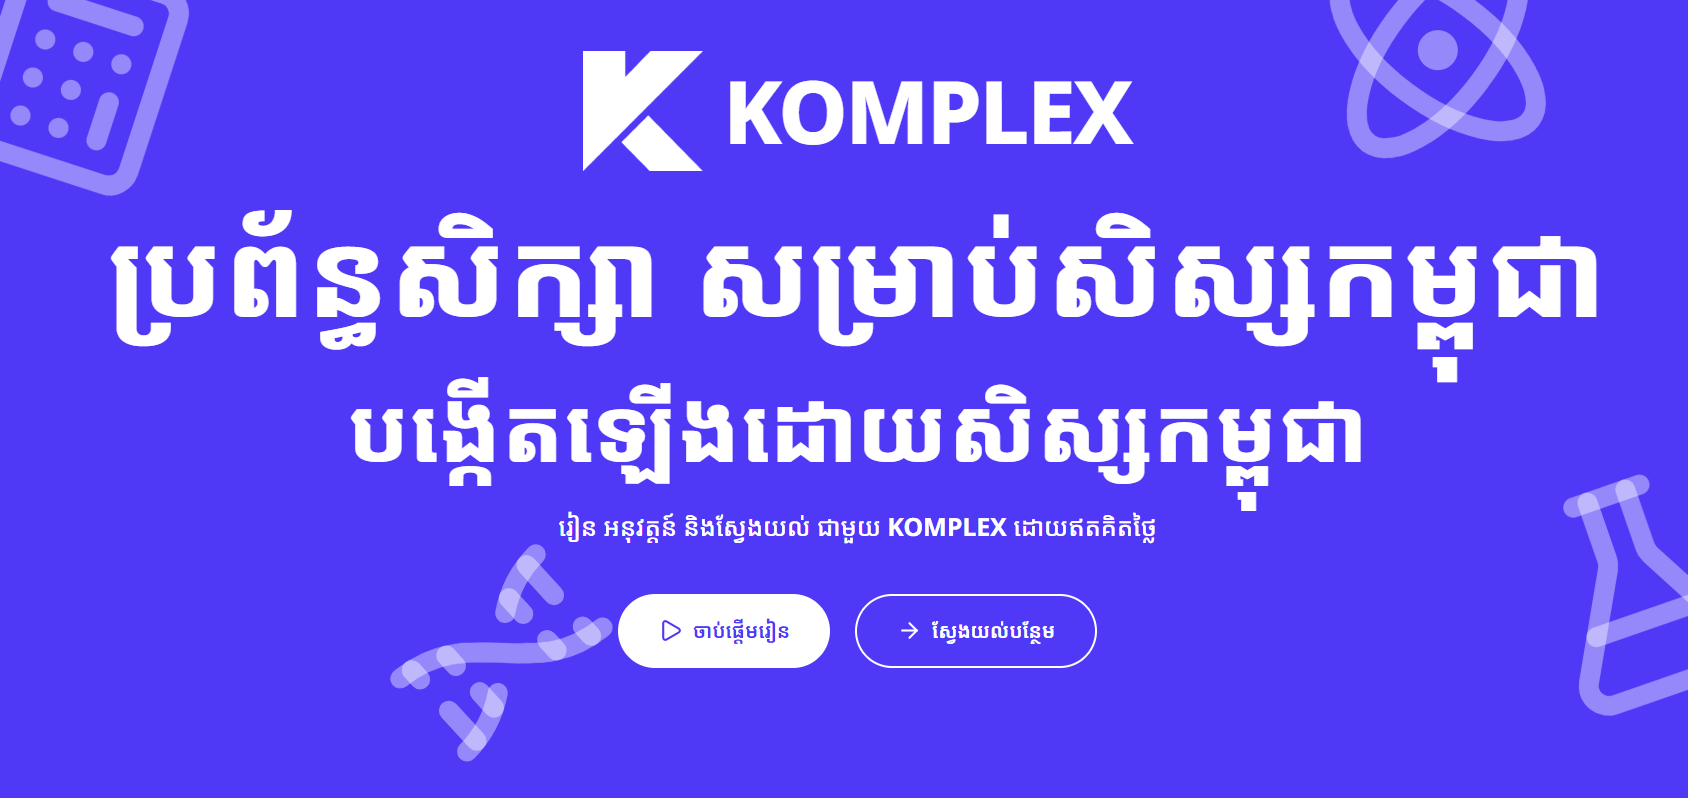 KOMPLEX
ប្រព័ន្ធសិក្សា សម្រាប់សិស្សកម្ពុជា
បង្កើតឡើងដោយសិស្សកម្ពុជា
រៀន អនុវត្តន៍ និងស្វែងយល់ ជាមួយ KOMPLEX ដោយឥតគិតថ្លៃ
ចាប់ផ្តើមរៀន
ស្វែងយល់បន្ថែម